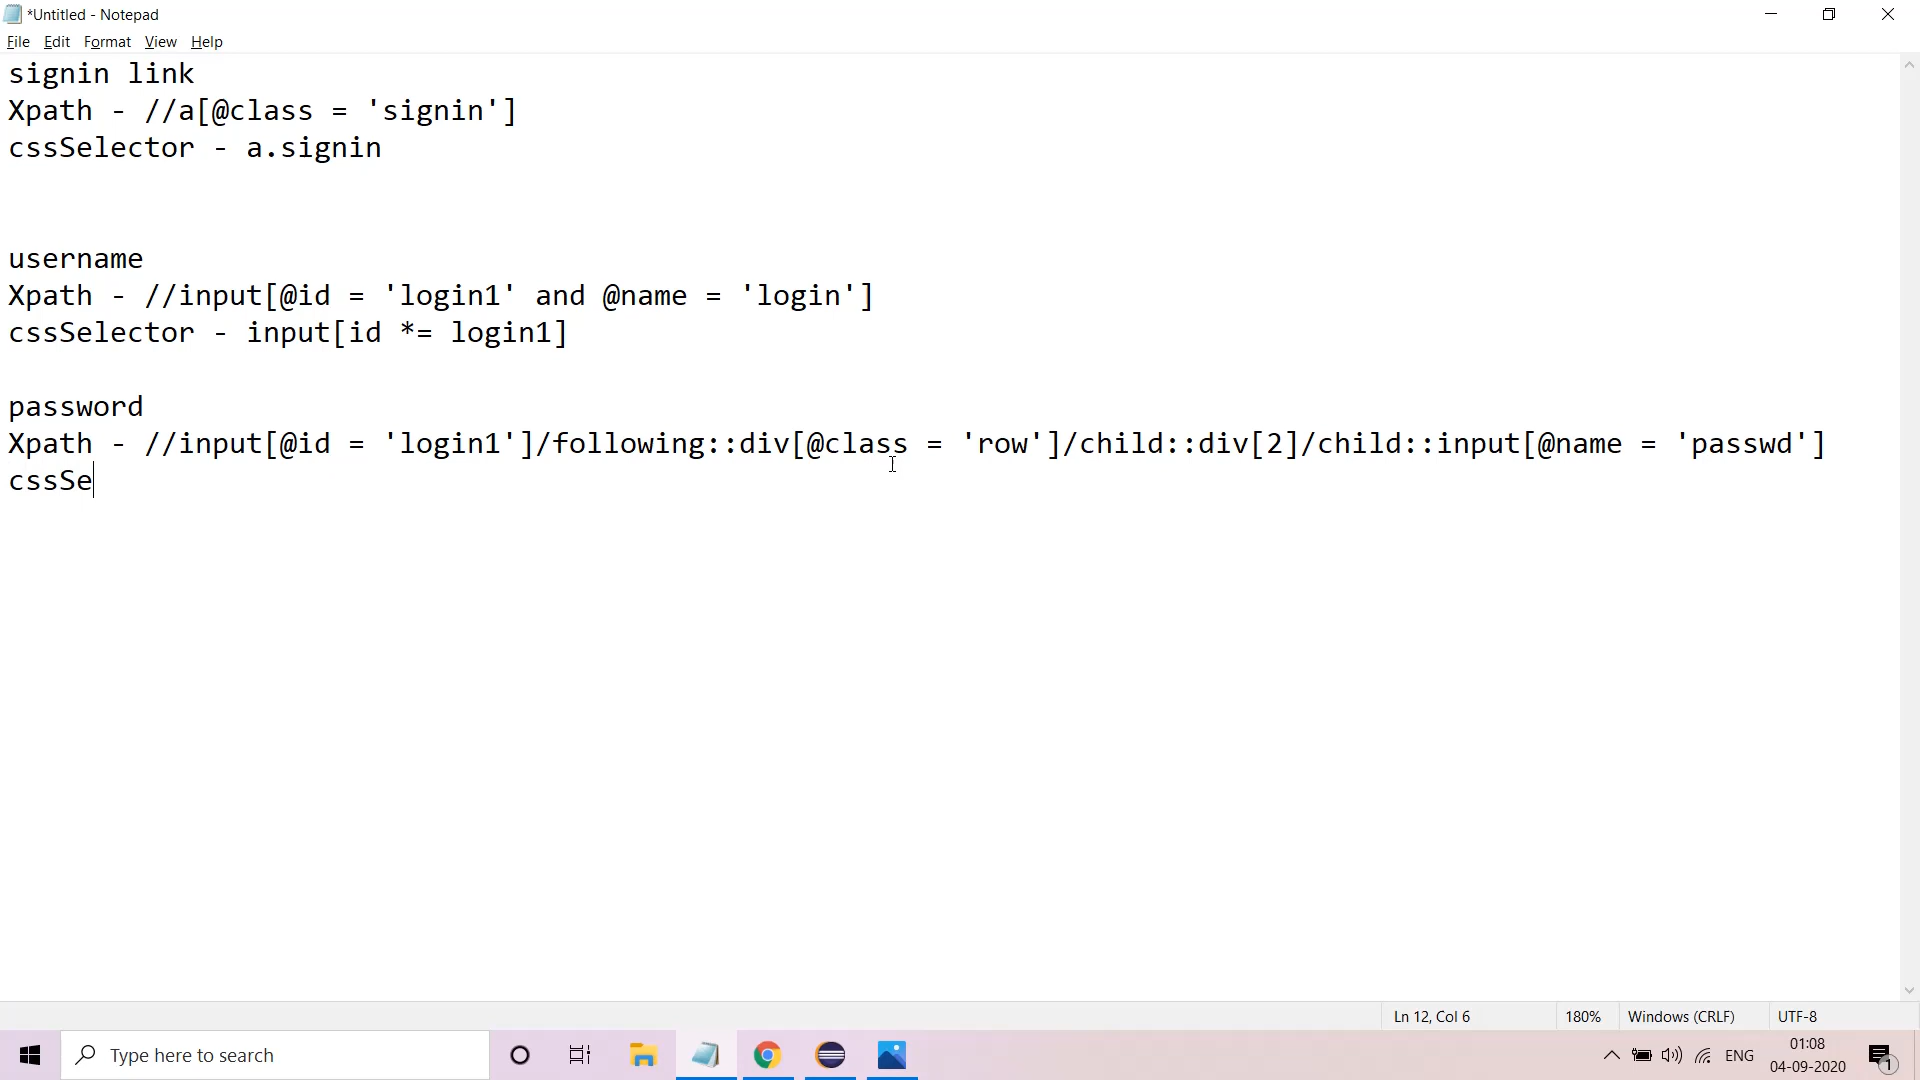 *Untitled - Notepad
File Edit Format View Help
signin link
Xpath - //a[@class = 'signin']
cssSelector - a.signin
username
Xpath - //input[@id = 'login1' and @name = 'login']
cssSelector - input[id *= login1]
password
Xpath - //input[@id = 'login1']/following::div[@class = 'row']/child::div[2]/child::input[@name = 'passwd']
cssSe
Ln 12, Col 6 180% Windows (CRLF) UTF-8
Type here to search
ENG
01:08
04-09-2020
1